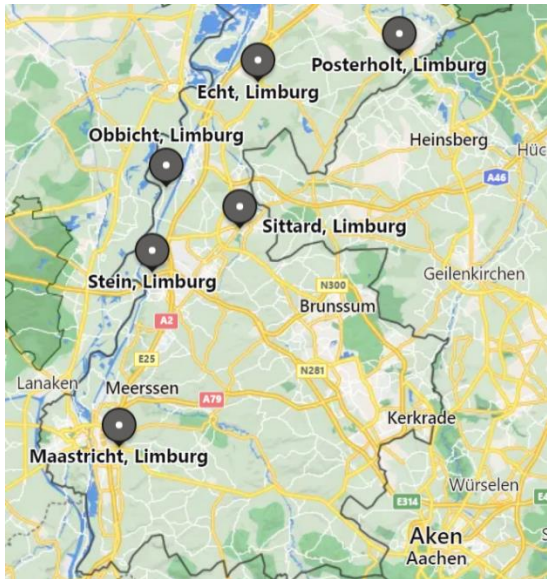 Posterholt, Limburg
Echt, Limburg
Obbicht, Limburg
Heinsberg
A46
Sittard, Limburg
Stein, Limburg
Geilenkirchen
N300
Brunssum
A2
E25
N281
Lanaken
Meerssen
A79
Kerkrade
Maastricht, Limburg
Würselen
E314
Aken
Aachen